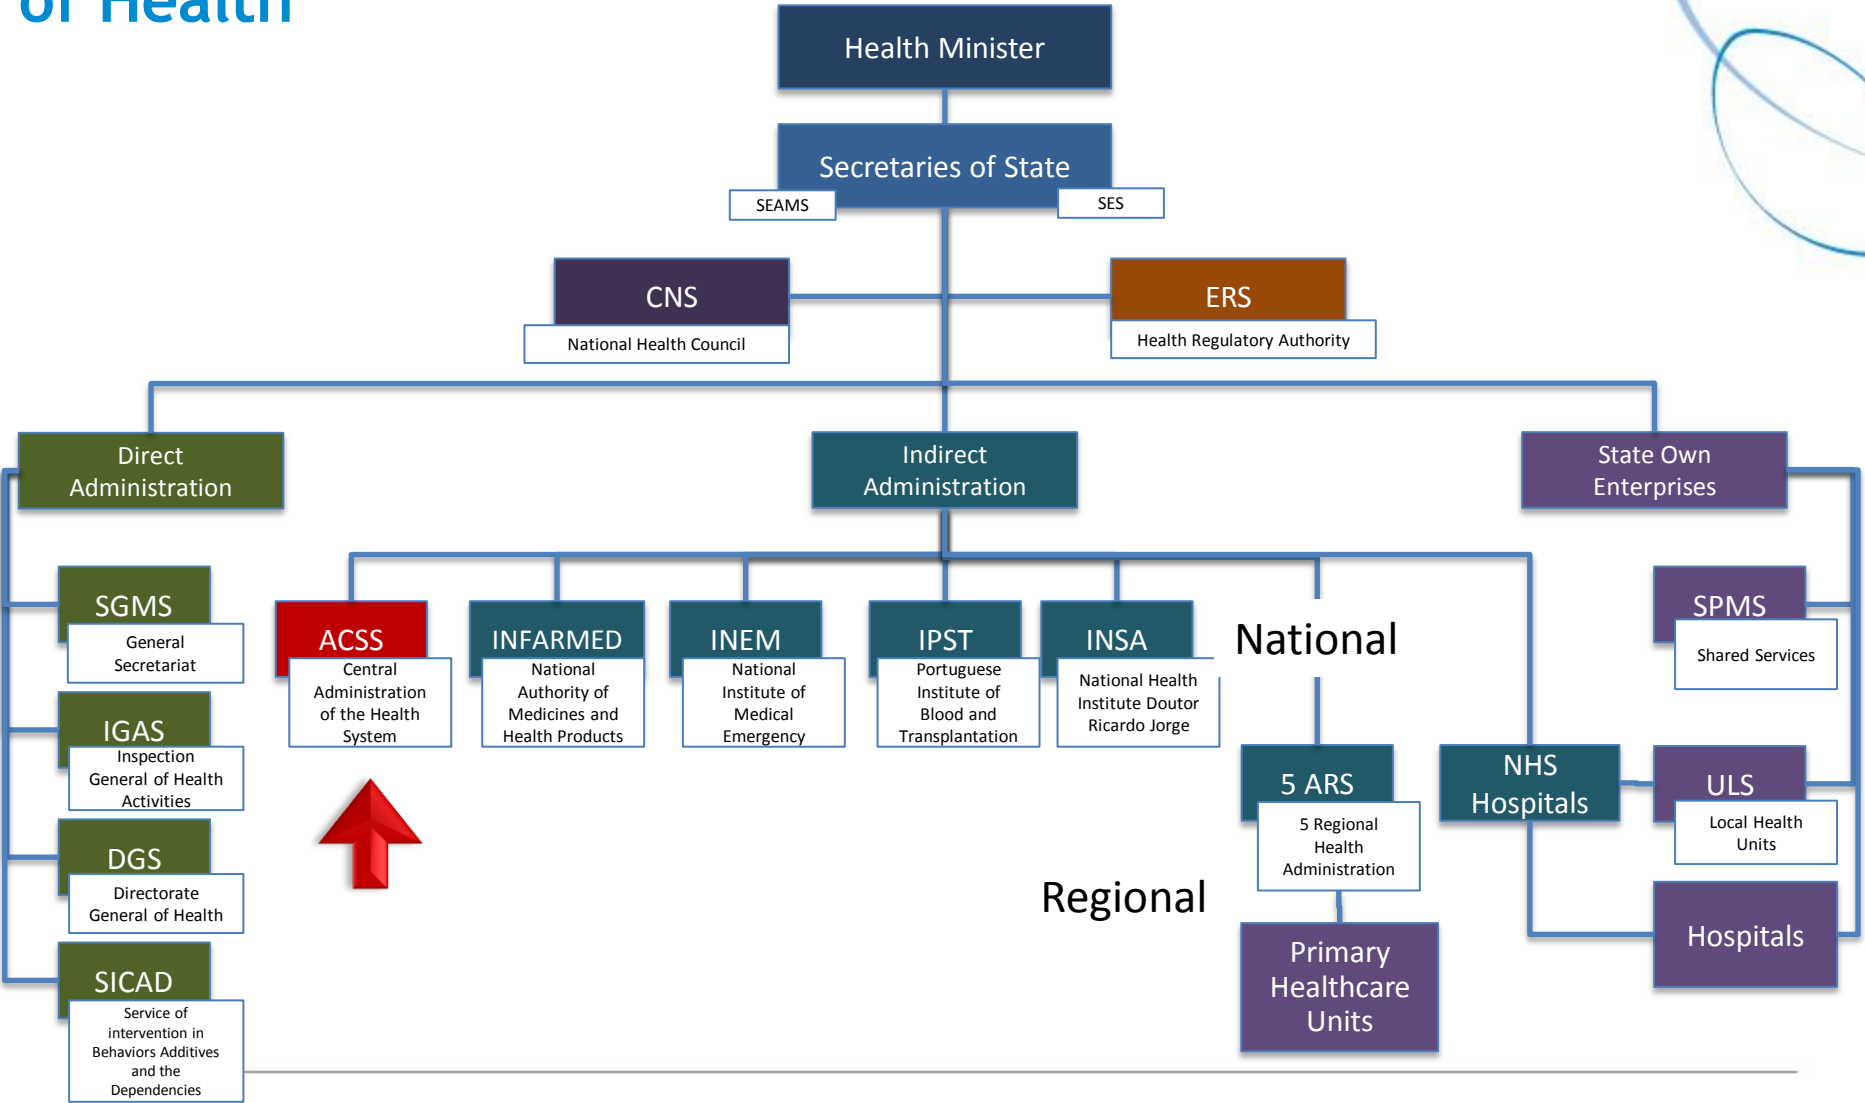 of Health
Health Minister
Secretaries of State
SEAMS
SES
CNS
National Health Council
ERS
Health Regulatory Authority
Direct
Administration
Indirect
Administration
State Own
Enterprises
SGMS
General
Secretariat
IGAS
Inspection
General of Health
Activities
DGS
Directorate
General of Health
SICAD
Service of
intervention in
Behaviors Additives
and the
Dependencies
ACSS
Central
Administration
of the Health
System
INFARMED
National
Authority of
Medicines and
Health Products
INEM
National
Institute of
Medical
Emergency
IPST
Portuguese
Institute of
Blood and
Transplantation
INSA
National Health
Institute Doutor
Ricardo Jorge
National
Regional
5 ARS
5 Regional
Health
Administration
Primary
Healthcare
Units
NHS
Hospitals
SPMS
Shared Services
ULS
Local Health
Units
Hospitals